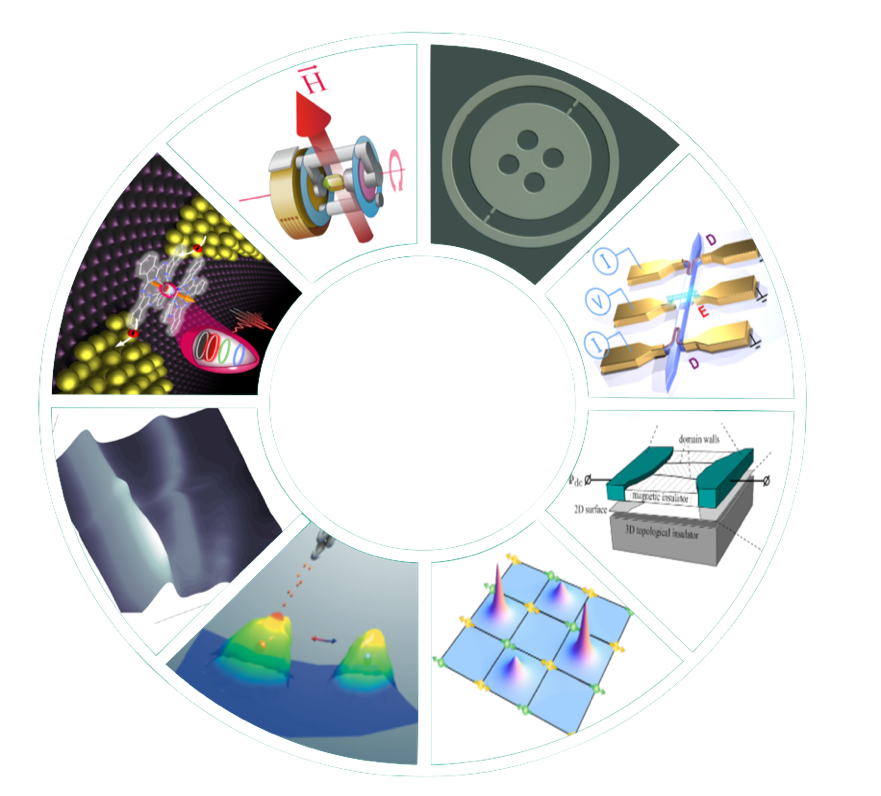 H
D
I
V
E
I
D
domain walls
magnetic insulator
2D surface
3D topological insulator